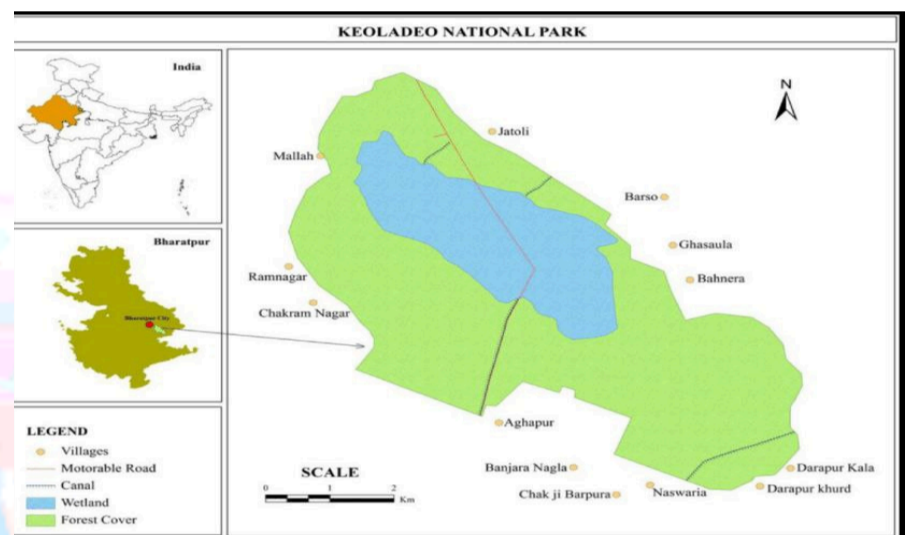 KEOLADEO NATIONAL PARK
India
N
Jatoli
Mallah
Barso
Ghasaula
Bharatpur
Ramnagar
Bahnera
Chakram Nagar
Bharatpur City
Aghapur
LEGEND
Villages
Motorable Road
Canal
Wetland
Forest Cover
SCALE
0 1 2
Km
Banjara Nagla
Darapur Kala
Chak ji Barpura
Naswaria
Darapur khurd